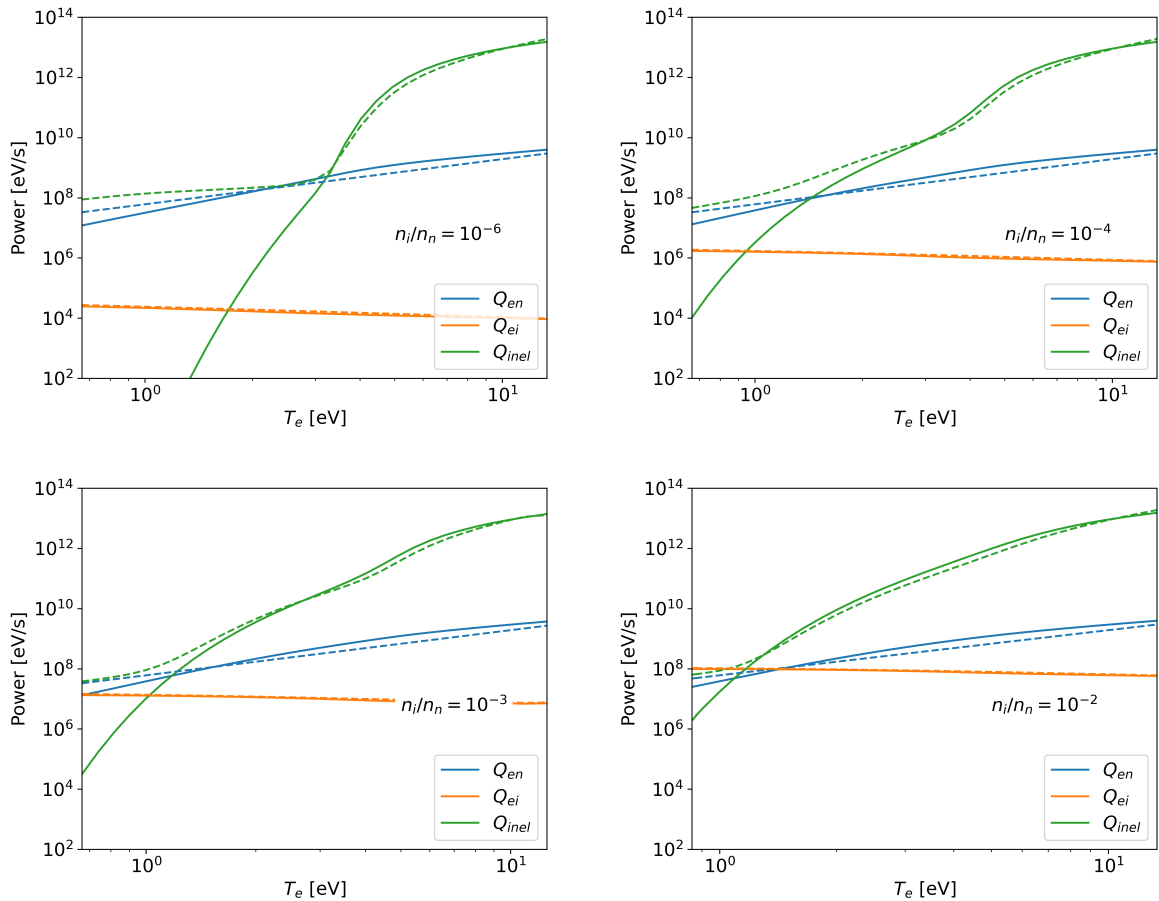 10^14
10^12
10^10
10^8
10^6
10^4
10^2
Power [eV/s]
n_i/n_n = 10^−6
Q_en
Q_ei
Q_inel
10^0
10^1
T_e [eV]
10^14
10^12
10^10
10^8
10^6
10^4
10^2
Power [eV/s]
n_i/n_n = 10^−4
Q_en
Q_ei
Q_inel
10^0
10^1
T_e [eV]
10^14
10^12
10^10
10^8
10^6
10^4
10^2
Power [eV/s]
n_i/n_n = 10^−3
Q_en
Q_ei
Q_inel
10^0
10^1
T_e [eV]
10^14
10^12
10^10
10^8
10^6
10^4
10^2
Power [eV/s]
n_i/n_n = 10^−2
Q_en
Q_ei
Q_inel
10^0
10^1
T_e [eV]